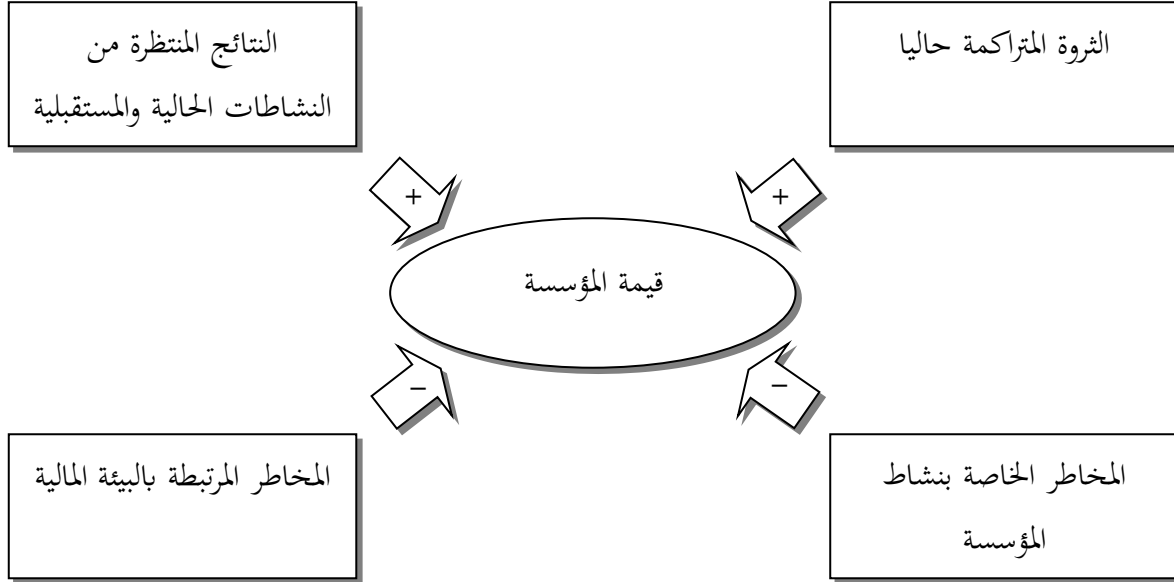 الثروة المتراكمة حاليا
النتائج المنتظرة من
النشاطات الحالية والمستقبلية
+
+
قيمة المؤسسة
−
−
المخاطر الخاصة بنشاط
المؤسسة
المخاطر المرتبطة بالبيئة المالية